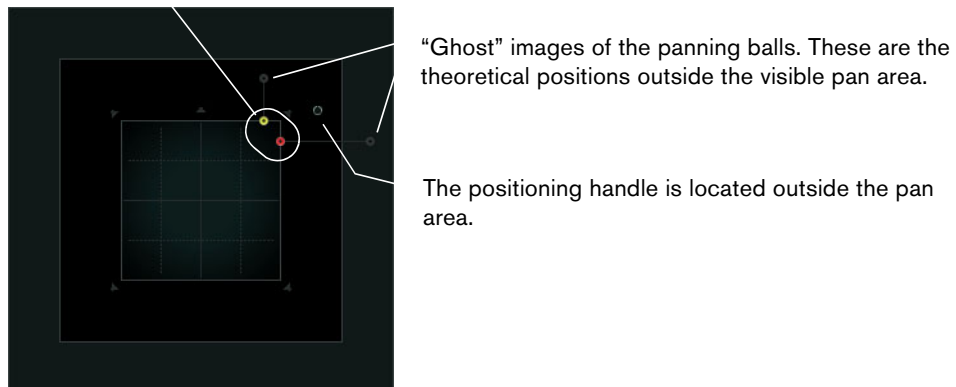 “Ghost” images of the panning balls. These are the
theoretical positions outside the visible pan area.
The positioning handle is located outside the pan
area.